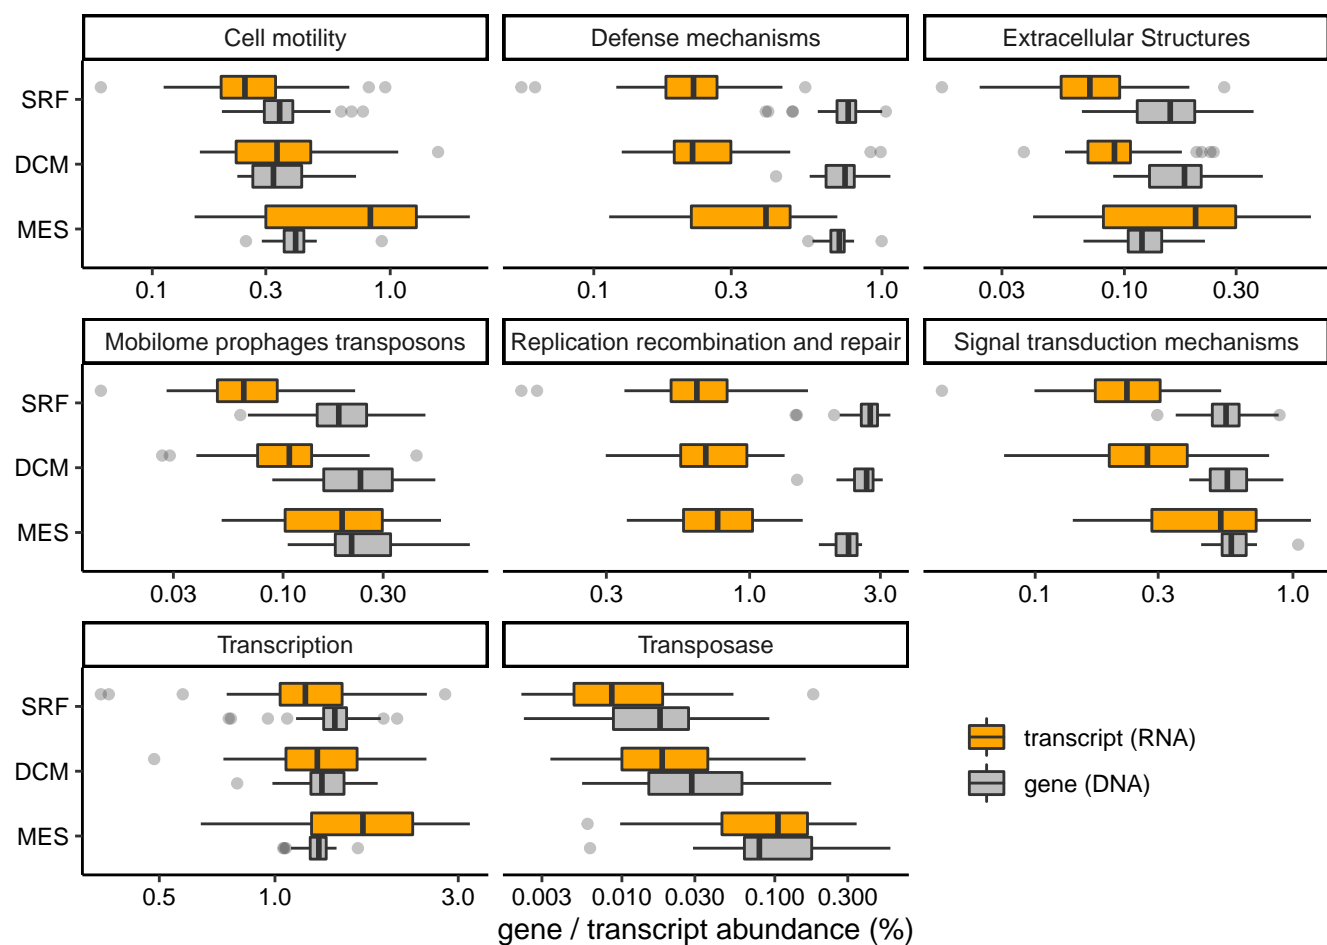 Cell motility
Defense mechanisms
Extracellular Structures
SRF
DCM
MES
0.1 0.3 1.0
0.1 0.3 1.0
0.03 0.10 0.30
Mobilome prophages transposons
Replication recombination and repair
Signal transduction mechanisms
SRF
DCM
MES
0.03 0.10 0.30
0.3 1.0 3.0
0.1 0.3 1.0
Transcription
Transposase
SRF
DCM
MES
transcript (RNA)
gene (DNA)
0.5 1.0 3.0
0.003 0.010 0.030 0.100 0.300
gene / transcript abundance (%)